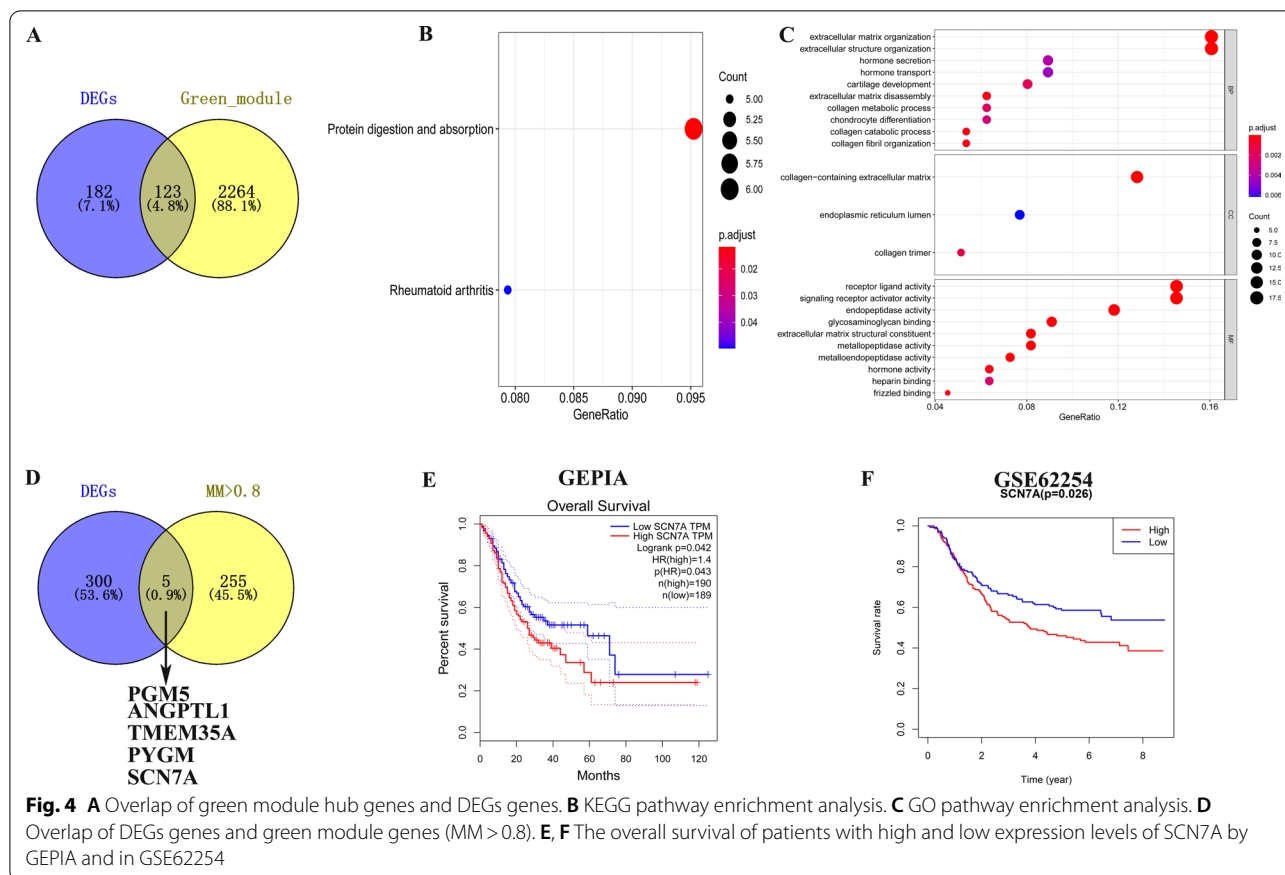 A
DEGs
Green_module
182
(7.1%)
123
(4.8%)
2264
(88.1%)
B
Protein digestion and absorption
Rheumatoid arthritis
0.080
0.085
0.090
0.095
GeneRatio
Count
5.00
5.25
5.50
5.75
6.00
p.adjust
0.02
0.03
0.04
C
extracellular matrix organization
extracellular structure organization
hormone secretion
hormone transport
cartilage development
extracellular matrix disassembly
collagen metabolic process
chondrocyte differentiation
collagen catabolic process
collagen fibril organization
BP
collagen-containing extracellular matrix
endoplasmic reticulum lumen
collagen trimer
CC
receptor ligand activity
signaling receptor activator activity
endopeptidase activity
glycosaminoglycan binding
extracellular matrix structural constituent
metallopeptidase activity
metalloendopeptidase activity
hormone activity
heparin binding
frizzled binding
MF
0.04
0.08
0.12
0.16
GeneRatio
p.adjust
0.002
0.004
0.006
Count
5.0
7.5
10.0
12.5
15.0
17.5
D
DEGs
MM>0.8
300
(53.6%)
5
(0.9%)
255
(45.5%)
PGM5
ANGPTL1
TMEM35A
PYGM
SCN7A
E
GEPIA
Overall Survival
Low SCN7A TPM
High SCN7A TPM
Logrank p=0.042
HR(high)=1.4
p(HR)=0.043
n(high)=190
n(low)=189
Percent survival
1.0
0.8
0.6
0.4
0.2
0.0
0
20
40
60
80
100
120
Months
F
GSE62254
SCN7A(p=0.026)
High
Low
Survival rate
1.0
0.8
0.6
0.4
0.2
0.0
0
2
4
6
8
Time (year)
Fig. 4 A Overlap of green module hub genes and DEGs genes. B KEGG pathway enrichment analysis. C GO pathway enrichment analysis. D
Overlap of DEGs genes and green module genes (MM > 0.8). E, F The overall survival of patients with high and low expression levels of SCN7A by
GEPIA and in GSE62254